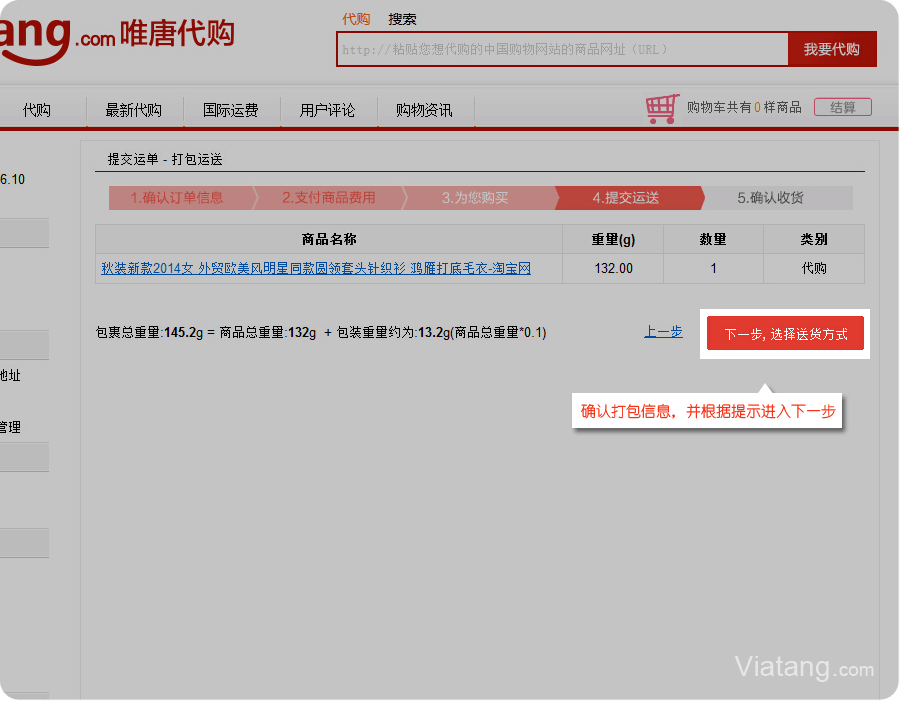 代购 搜索
ang.com 唯唐代购
http://粘贴您想代购的中国购物网站的商品网址（URL） 我要代购
代购 最新代购 国际运费 用户评论 购物资讯 购物车共有0样商品 结算
提交运单 - 打包运送
6.10
1.确认订单信息 2.支付商品费用 3.为您购买 4.提交运送 5.确认收货
商品名称 重量(g) 数量 类别
秋装新款2014女 外贸欧美风明星同款圆领套头针织衫 鸿雁打底毛衣-淘宝网 132.00 1 代购
包裹总重量:145.2g = 商品总重量:132g + 包装重量约为:13.2g(商品总重量*0.1) 上一步 下一步, 选择送货方式
地址
确认打包信息，并根据提示进入下一步
管理
Viatang.com